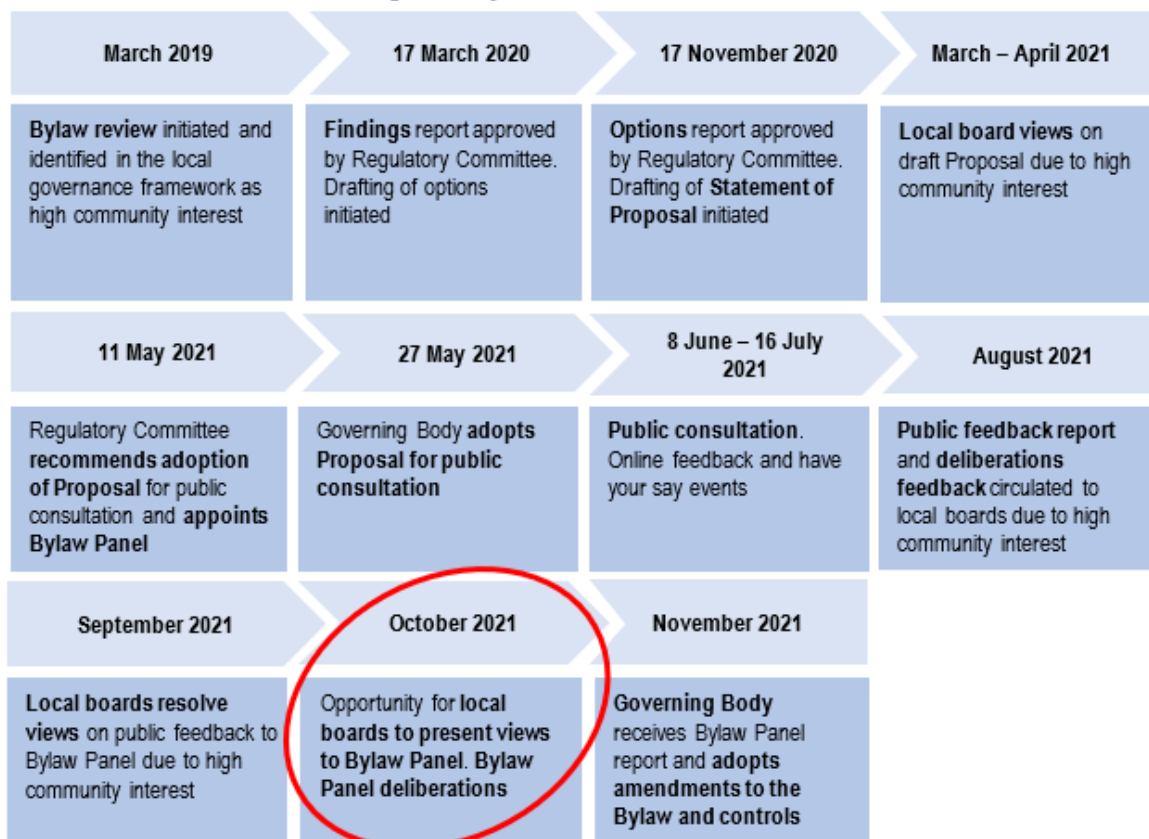 March 2019
17 March 2020
17 November 2020
March – April 2021
Bylaw review initiated and
identified in the local
governance framework as
high community interest
Findings report approved
by Regulatory Committee.
Drafting of options
initiated
Options report approved
by Regulatory Committee.
Drafting of Statement of
Proposal initiated
Local board views on
draft Proposal due to high
community interest
11 May 2021
27 May 2021
8 June – 16 July
2021
August 2021
Regulatory Committee
recommends adoption
of Proposal for public
consultation and appoints
Bylaw Panel
Governing Body adopts
Proposal for public
consultation
Public consultation.
Online feedback and have
your say events
Public feedback report
and deliberations
feedback circulated to
local boards due to high
community interest
September 2021
October 2021
November 2021
Local boards resolve
views on public feedback to
Bylaw Panel due to high
community interest
Opportunity for local
boards to present views
to Bylaw Panel. Bylaw
Panel deliberations
Governing Body
receives Bylaw Panel
report and adopts
amendments to the
Bylaw and controls